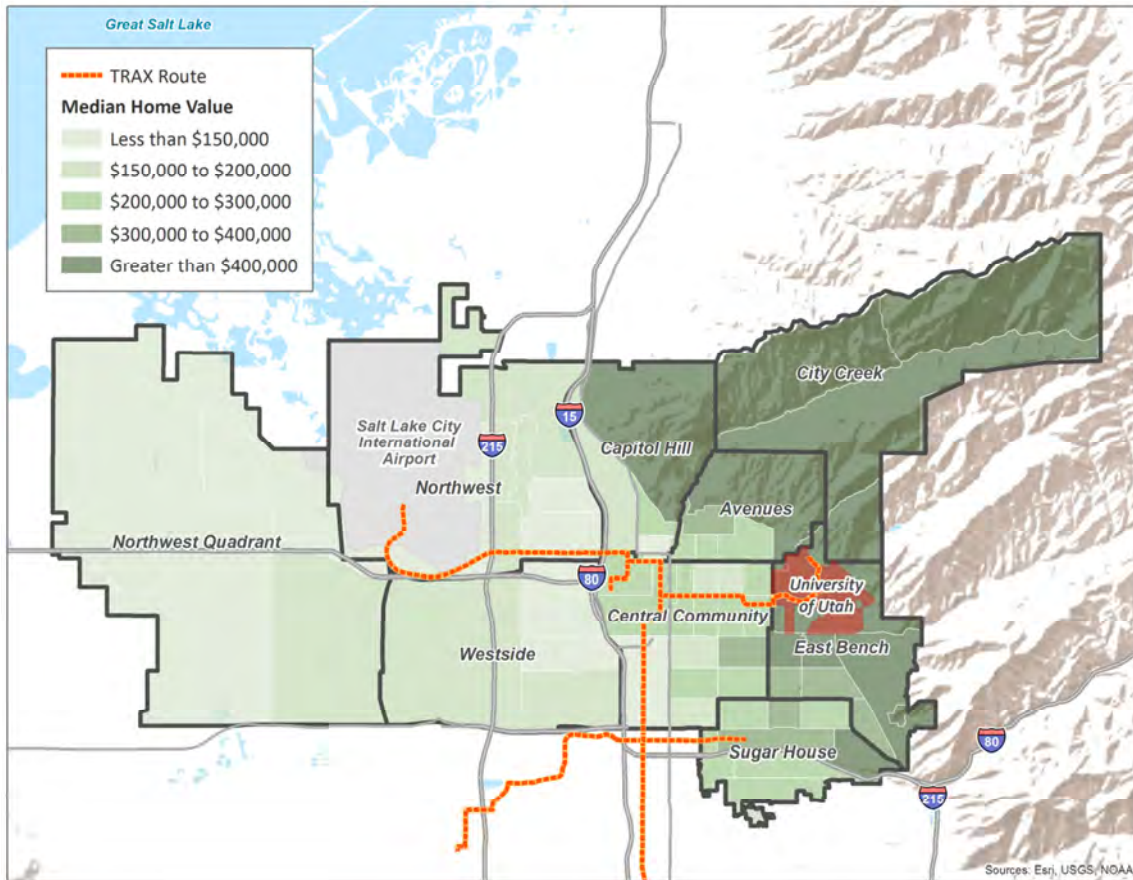 Great Salt Lake
TRAX Route
Median Home Value
Less than $150,000
$150,000 to $200,000
$200,000 to $300,000
$300,000 to $400,000
Greater than $400,000
City Creek
15
Salt Lake City
International
Airport
215
Capitol Hill
Northwest
Avenues
Northwest Quadrant
80
University
of Utah
Central Community
East Bench
Westside
Sugar House
80
215
Sources: Esri, USGS, NOAA